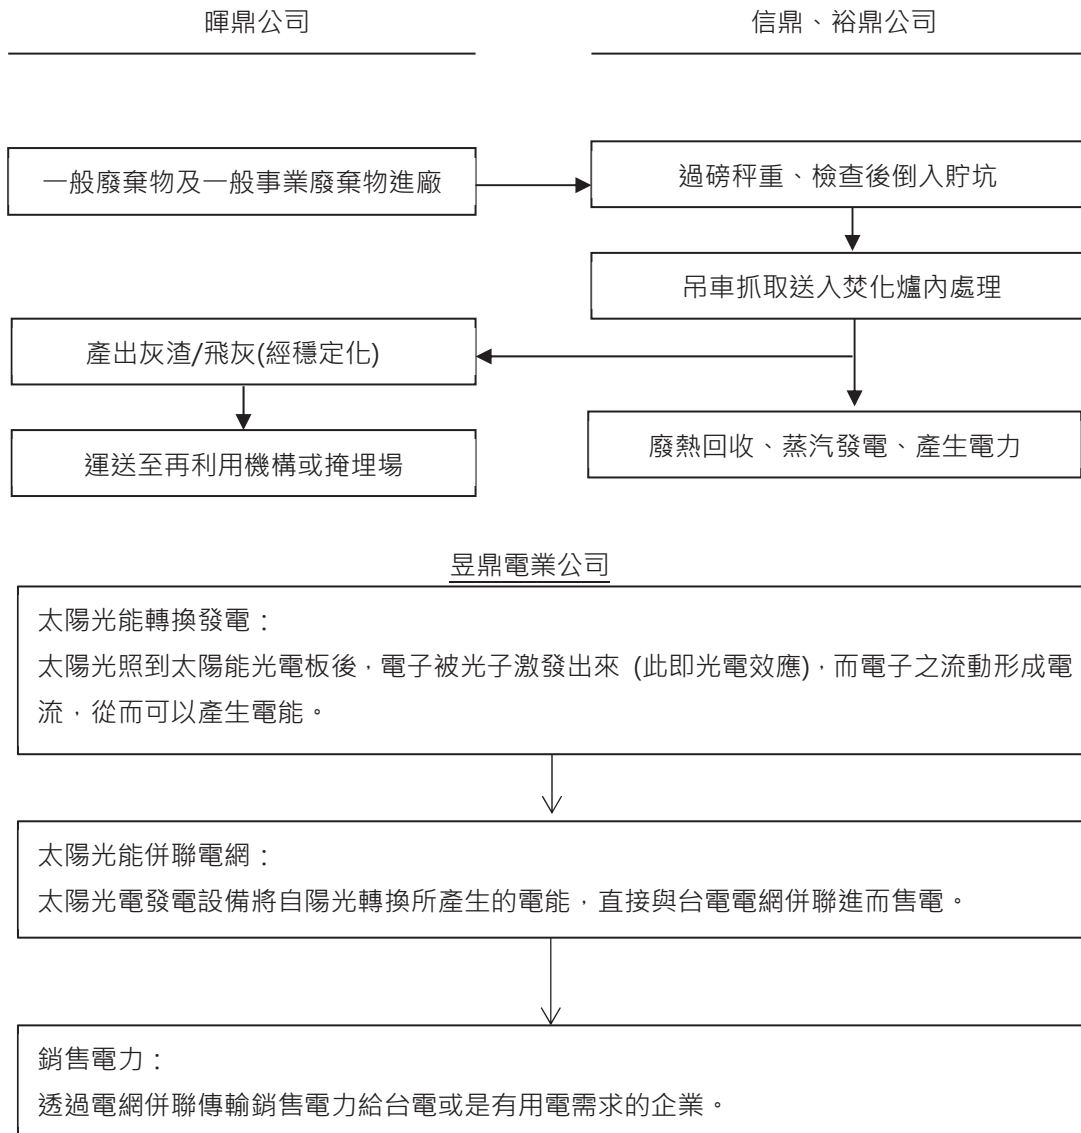 暉鼎公司
信鼎、裕鼎公司
一般廢棄物及一般事業廢棄物進廠
過磅秤重、檢查後倒入貯坑
吊車抓取送入焚化爐內處理
產出灰渣/飛灰(經穩定化)
運送至再利用機構或掩埋場
廢熱回收、蒸汽發電、產生電力
昱鼎電業公司
太陽光能轉換發電：
太陽光照到太陽能光電板後，電子被光子激發出來 (此即光電效應)，而電子之流動形成電
流，從而可以產生電能。
太陽光能併聯電網：
太陽光電發電設備將自陽光轉換所產生的電能，直接與台電電網併聯進而售電。
銷售電力：
透過電網併聯傳輸銷售電力給台電或是有用電需求的企業。